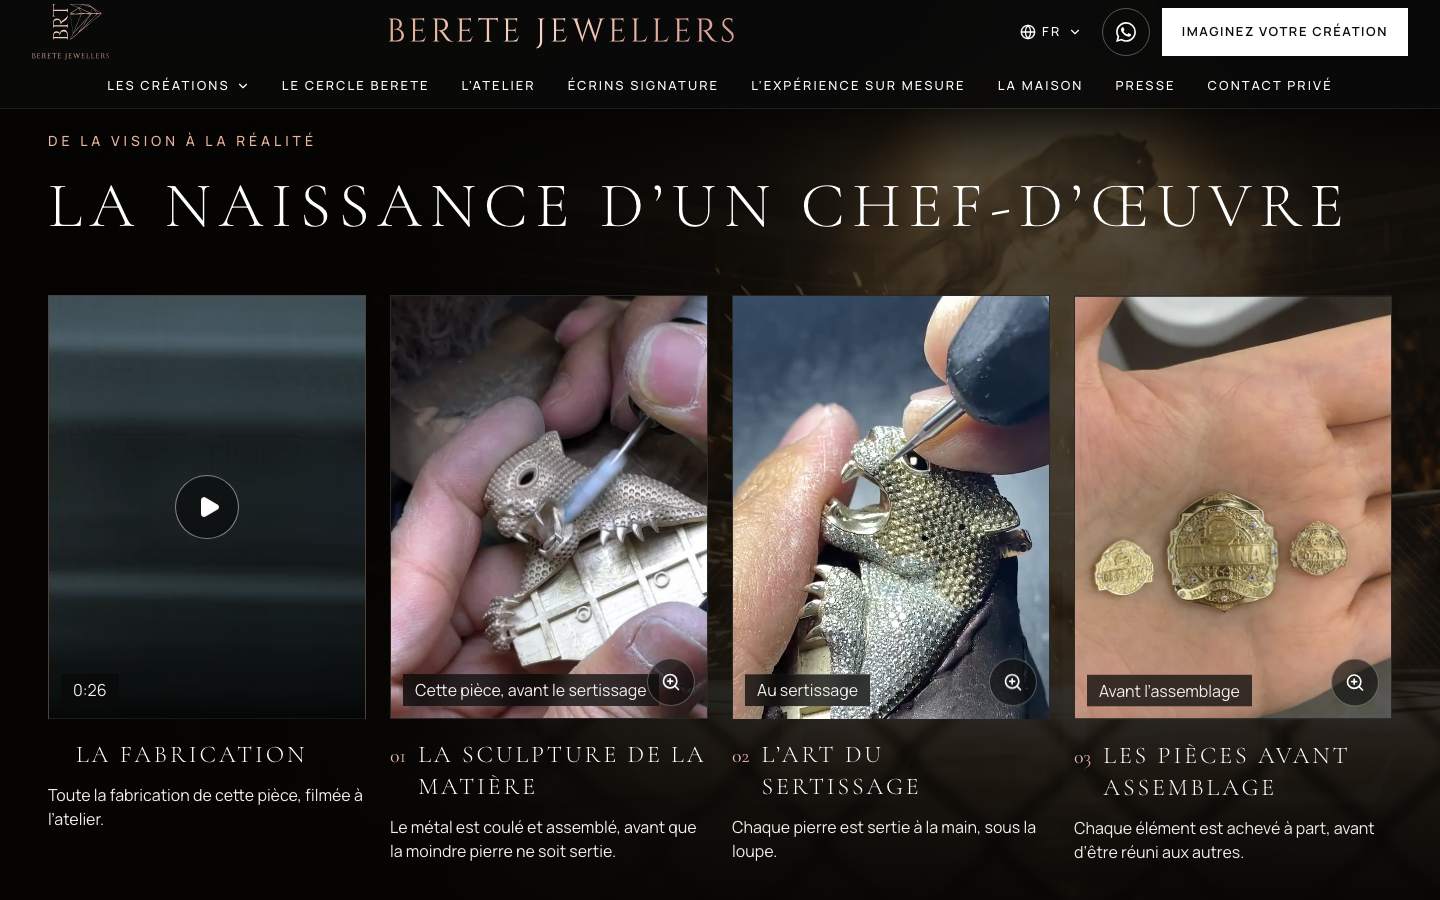 BRT
BERETE JEWELLERS
BERETE JEWELLERS
FR
IMAGINEZ VOTRE CRÉATION
LES CRÉATIONS
LE CERCLE BERETE
L'ATELIER
ÉCRINS SIGNATURE
L'EXPÉRIENCE SUR MESURE
LA MAISON
PRESSE
CONTACT PRIVÉ
DE LA VISION À LA RÉALITÉ
LA NAISSANCE D’UN CHEF-D’ŒUVRE
0:26
Cette pièce, avant le sertissage
Au sertissage
Avant l’assemblage
LA FABRICATION
Toute la fabrication de cette pièce, filmée à
l’atelier.
01 LA SCULPTURE DE LA
MATIÈRE
Le métal est coulé et assemblé, avant que
la moindre pierre ne soit sertie.
02 L’ART DU
SERTISSAGE
Chaque pierre est sertie à la main, sous la
loupe.
03 LES PIÈCES AVANT
ASSEMBLAGE
Chaque élément est achevé à part, avant
d’être réuni aux autres.